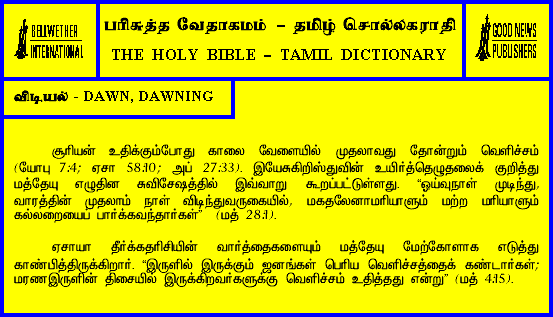 BELLWETHER
INTERNATIONAL
பரிசுத்த வேதாகமம் – தமிழ் சொல்லகராதி
THE HOLY BIBLE – TAMIL DICTIONARY
GOOD NEWS
PUBLISHERS
விடியல் - DAWN, DAWNING
சூரியன் உதிக்கும்போது காலை வேளையில் முதலாவது தோன்றும் வெளிச்சம்
(யோபு 7:4; ஏசா 58:10; அப் 27:33). இயேசுகிறிஸ்துவின் உயிர்த்தெழுதலைக் குறித்து
மத்தேயு எழுதின சுவிசேஷத்தில் இவ்வாறு கூறப்பட்டுள்ளது. “ஓய்வுநாள் முடிந்து,
வாரத்தின் முதலாம் நாள் விடிந்துவருகையில், மகதலேனாமரியாளும் மற்ற மரியாளும்
கல்லறையைப் பார்க்கவந்தார்கள்” (மத் 28:1).
ஏசாயா தீர்க்கதரிசியின் வார்த்தைகளையும் மத்தேயு மேற்கோளாக எடுத்து
காண்பித்திருக்கிறார். “இருளில் இருக்கும் ஜனங்கள் பெரிய வெளிச்சத்தைக் கண்டார்கள்;
மரணஇருளின் திசையில் இருக்கிறவர்களுக்கு வெளிச்சம் உதித்தது என்று” (மத் 4:15).